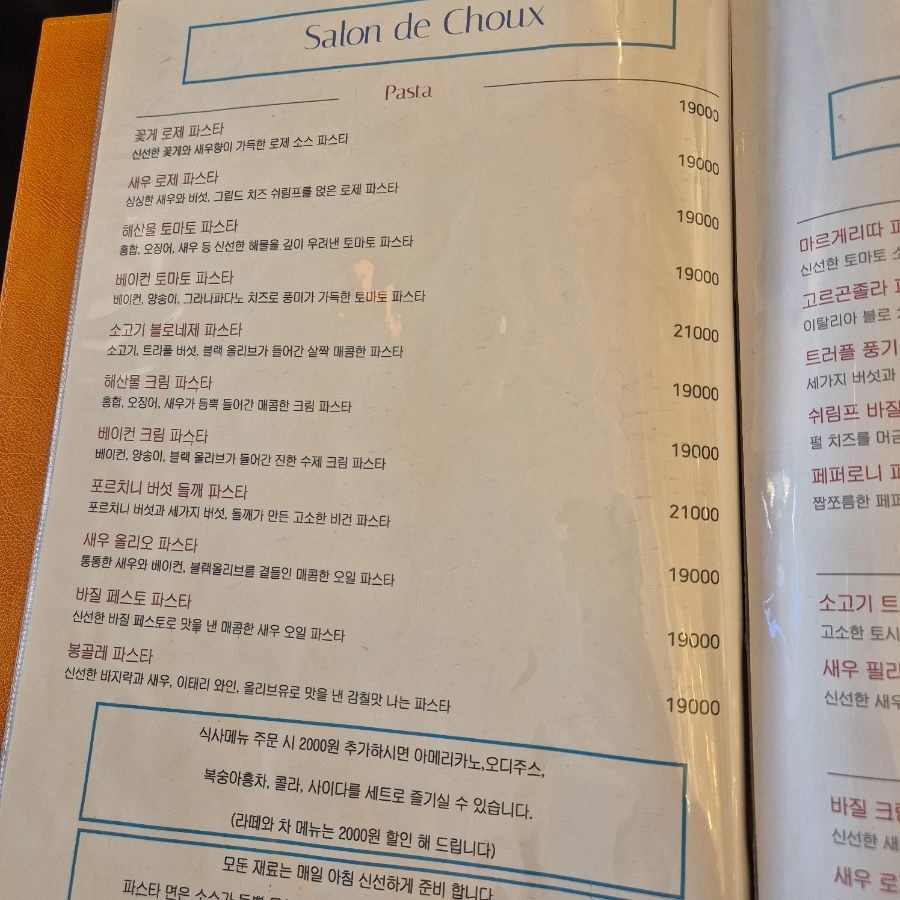 Salon de Choux
Pasta
꽃게 로제 파스타 19000
신선한 꽃게와 새우향이 가득한 로제 소스 파스타
새우 로제 파스타 19000
싱싱한 새우와 버섯, 그릴드 치즈 쉬림프를 얹은 로제 파스타
해산물 토마토 파스타 19000
홍합, 오징어, 새우 등 신선한 해물을 깊이 우려낸 토마토 파스타
베이컨 토마토 파스타 19000
베이컨, 양송이, 그라나파다노 치즈로 풍미가 가득한 토마토 파스타
소고기 볼로네제 파스타 21000
소고기, 트리플 버섯, 블랙 올리브가 들어간 살짝 매콤한 파스타
해산물 크림 파스타 19000
홍합, 오징어, 새우가 듬뿍 들어간 매콤한 크림 파스타
베이컨 크림 파스타 19000
베이컨, 양송이, 블랙 올리브가 들어간 진한 수제 크림 파스타
포르치니 버섯 들깨 파스타 21000
포르치니 버섯과 세가지 버섯, 들깨가 만든 고소한 비건 파스타
새우 올리오 파스타 19000
통통한 새우와 베이컨, 블랙올리브를 곁들인 매콤한 오일 파스타
바질 페스토 파스타 19000
신선한 바질 페스토로 맛을 낸 매콤한 새우 오일 파스타
봉골레 파스타 19000
신선한 바지락과 새우, 이태리 와인, 올리브유로 맛을 낸 감칠맛 나는 파스타
식사메뉴 주문 시 2000원 추가하시면 아메리카노,오디주스,
복숭아홍차, 콜라, 사이다를 세트로 즐기실 수 있습니다.
(라떼와 차 메뉴는 2000원 할인 해 드립니다)
모든 재료는 매일 아침 신선하게 준비 합니다
파스타 면은 소스가 듬뿍
마르게리따
신선한 토마토
고르곤졸라
이탈리아 볼로
트러플 풍기
세가지 버섯과
쉬림프 바질
펄 치즈를 머금
페퍼로니
짭쪼름한 페퍼
소고기 트
고소한 토시
새우 필리
신선한 새우
바질 크림
신선한 새
새우 로